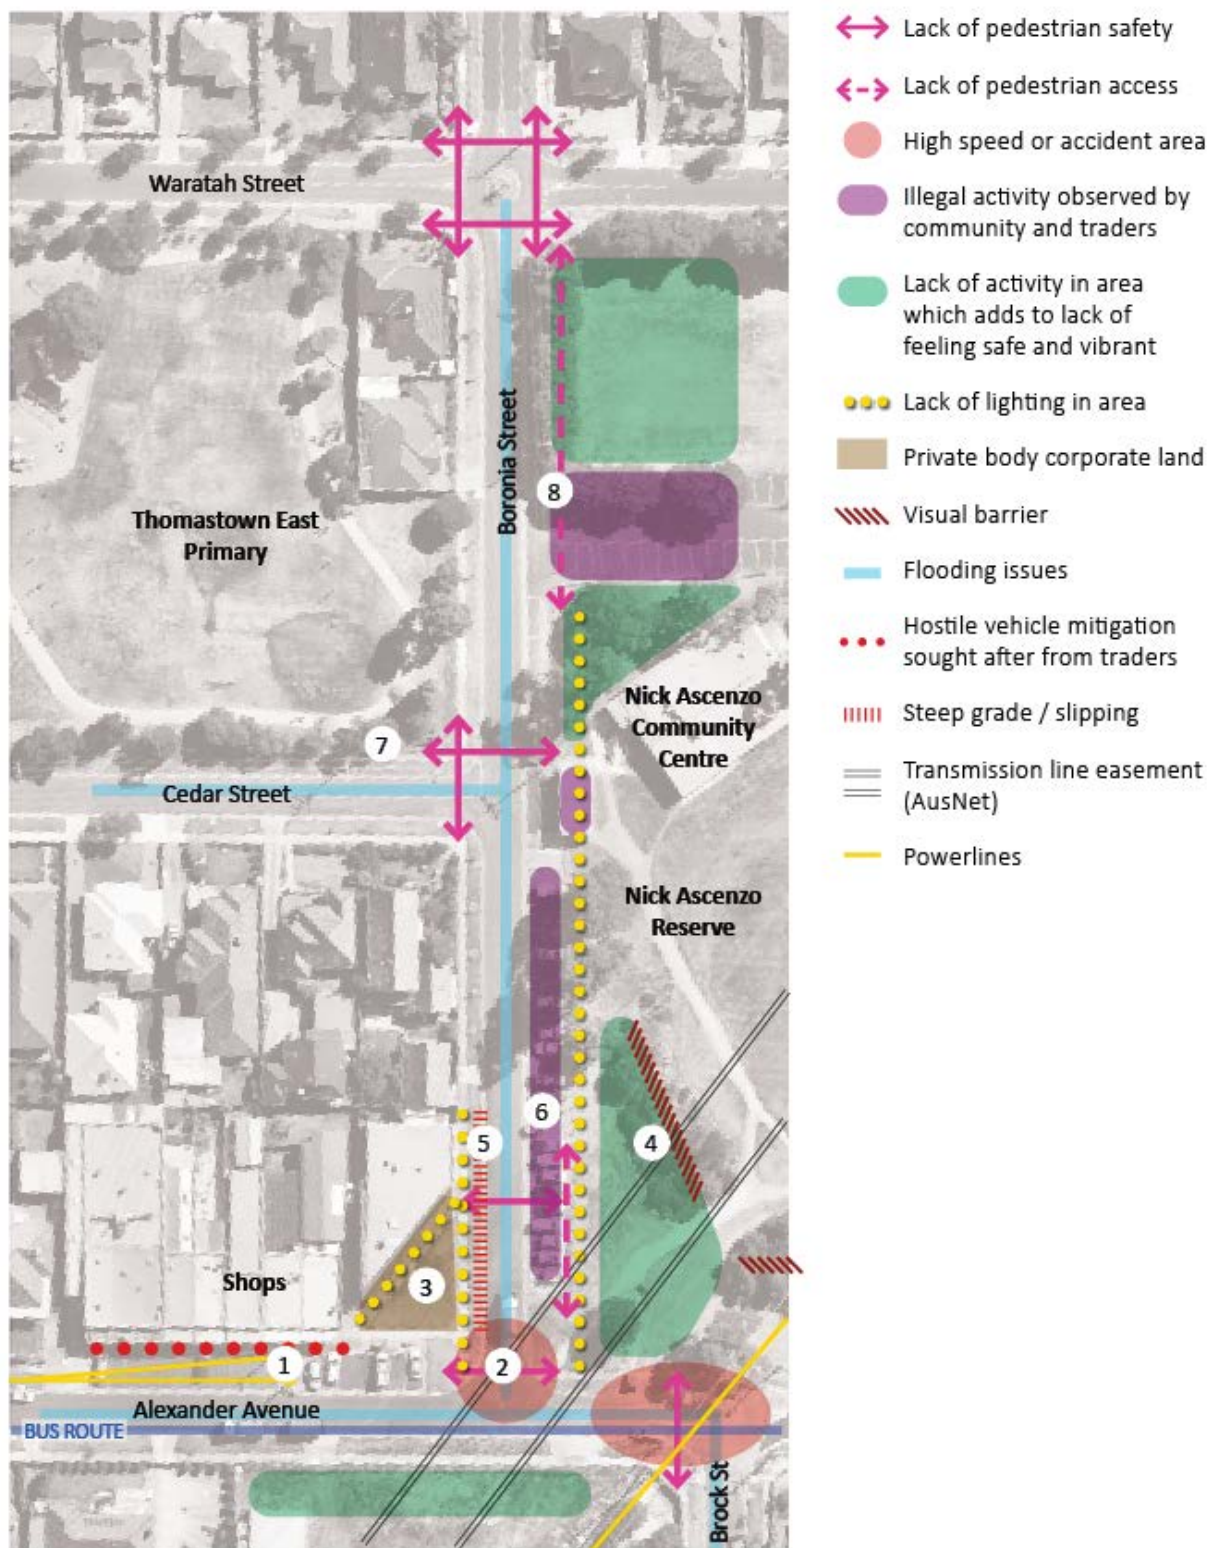 Waratah Street
Boronia Street
8
Thomastown East
Primary
Nick Ascenzo
Community
Centre
7
Cedar Street
Nick Ascenzo
Reserve
6
5
4
Shops
3
1
2
Alexander Avenue
BUS ROUTE
Brock St
Lack of pedestrian safety
Lack of pedestrian access
High speed or accident area
Illegal activity observed by
community and traders
Lack of activity in area
which adds to lack of
feeling safe and vibrant
Lack of lighting in area
Private body corporate land
Visual barrier
Flooding issues
Hostile vehicle mitigation
sought after from traders
Steep grade / slipping
Transmission line easement
(AusNet)
Powerlines